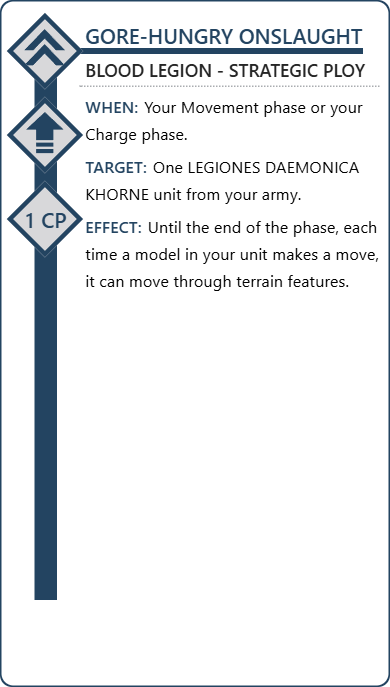 GORE-HUNGRY ONSLAUGHT
BLOOD LEGION - STRATEGIC PLOY
WHEN: Your Movement phase or your
Charge phase.
TARGET: One LEGIONES DAEMONICA
KHORNE unit from your army.
1 CP
EFFECT: Until the end of the phase, each
time a model in your unit makes a move,
it can move through terrain features.